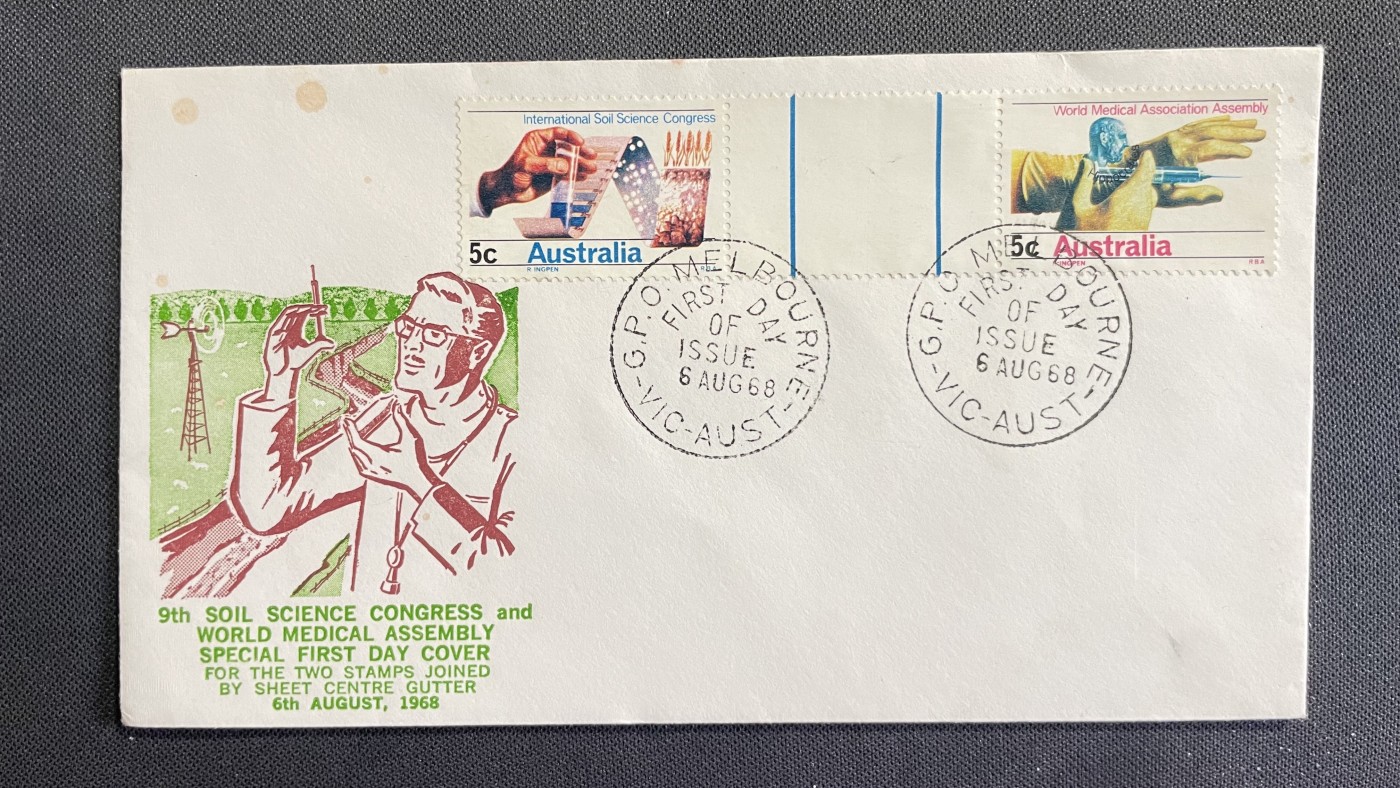 International Soil Science Congress
5c Australia
R INGPEN RBA
World Medical Association Assembly
5c Australia
INGPEN RBA
G.P.O. MELBOURNE
FIRST DAY
OF
ISSUE
6 AUG 68
-VIC-AUST-
G.P.O. MELBOURNE
FIRST DAY
OF
ISSUE
6 AUG 68
-VIC-AUST-
9th SOIL SCIENCE CONGRESS and
WORLD MEDICAL ASSEMBLY
SPECIAL FIRST DAY COVER
FOR THE TWO STAMPS JOINED
BY SHEET CENTRE GUTTER
6th AUGUST, 1968